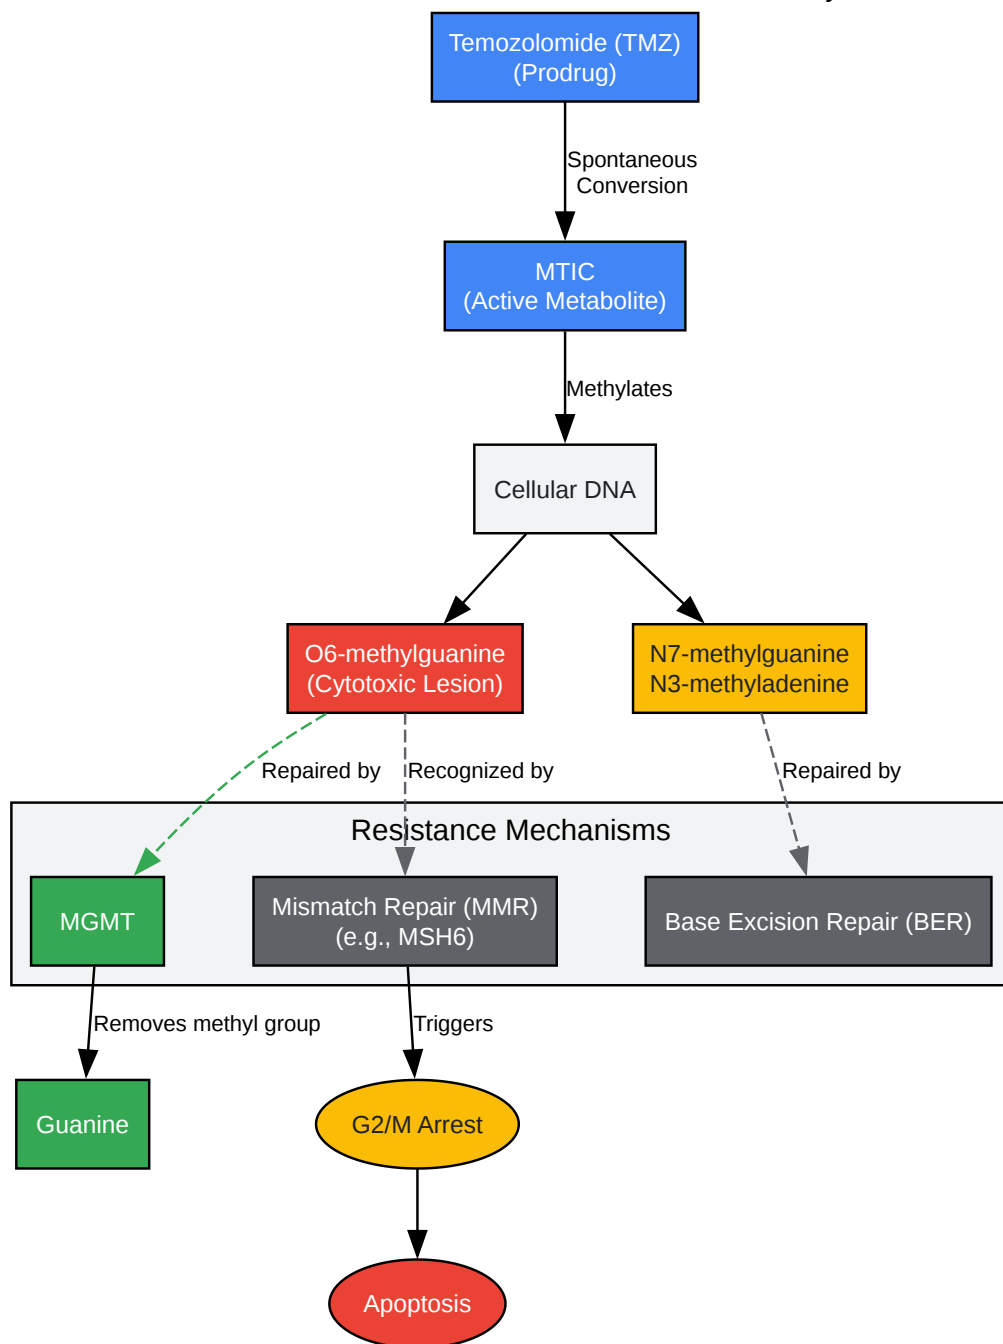 Temozolomide (TMZ)
(Prodrug)
Spontaneous
Conversion
MTIC
(Active Metabolite)
Methylates
Cellular DNA
O6-methylguanine
(Cytotoxic Lesion)
N7-methylguanine
N3-methyladenine
Repaired by
Recognized by
Repaired by
Resistance Mechanisms
MGMT
Mismatch Repair (MMR)
(e.g., MSH6)
Base Excision Repair (BER)
Removes methyl group
Triggers
Guanine
G2/M Arrest
Apoptosis